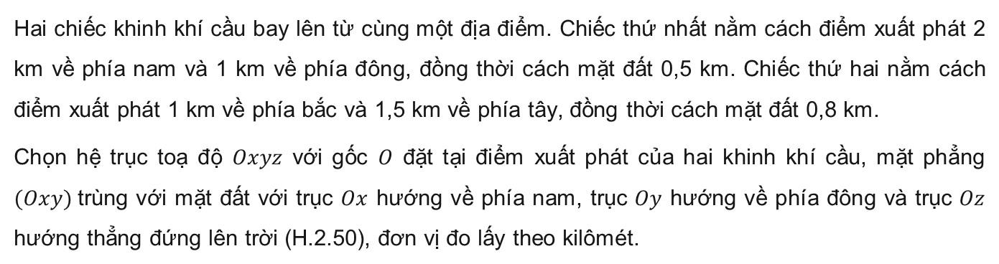 Hai chiếc khinh khí cầu bay lên từ cùng một địa điểm. Chiếc thứ nhất nằm cách điểm xuất phát 2
km về phía nam và 1 km về phía đông, đồng thời cách mặt đất 0,5 km. Chiếc thứ hai nằm cách
điểm xuất phát 1 km về phía bắc và 1,5 km về phía tây, đồng thời cách mặt đất 0,8 km.
Chọn hệ trục toạ độ Oxyz với gốc O đặt tại điểm xuất phát của hai khinh khí cầu, mặt phẳng
(Oxy) trùng với mặt đất với trục Ox hướng về phía nam, trục Oy hướng về phía đông và trục Oz
hướng thẳng đứng lên trời (H.2.50), đơn vị đo lấy theo kilômét.